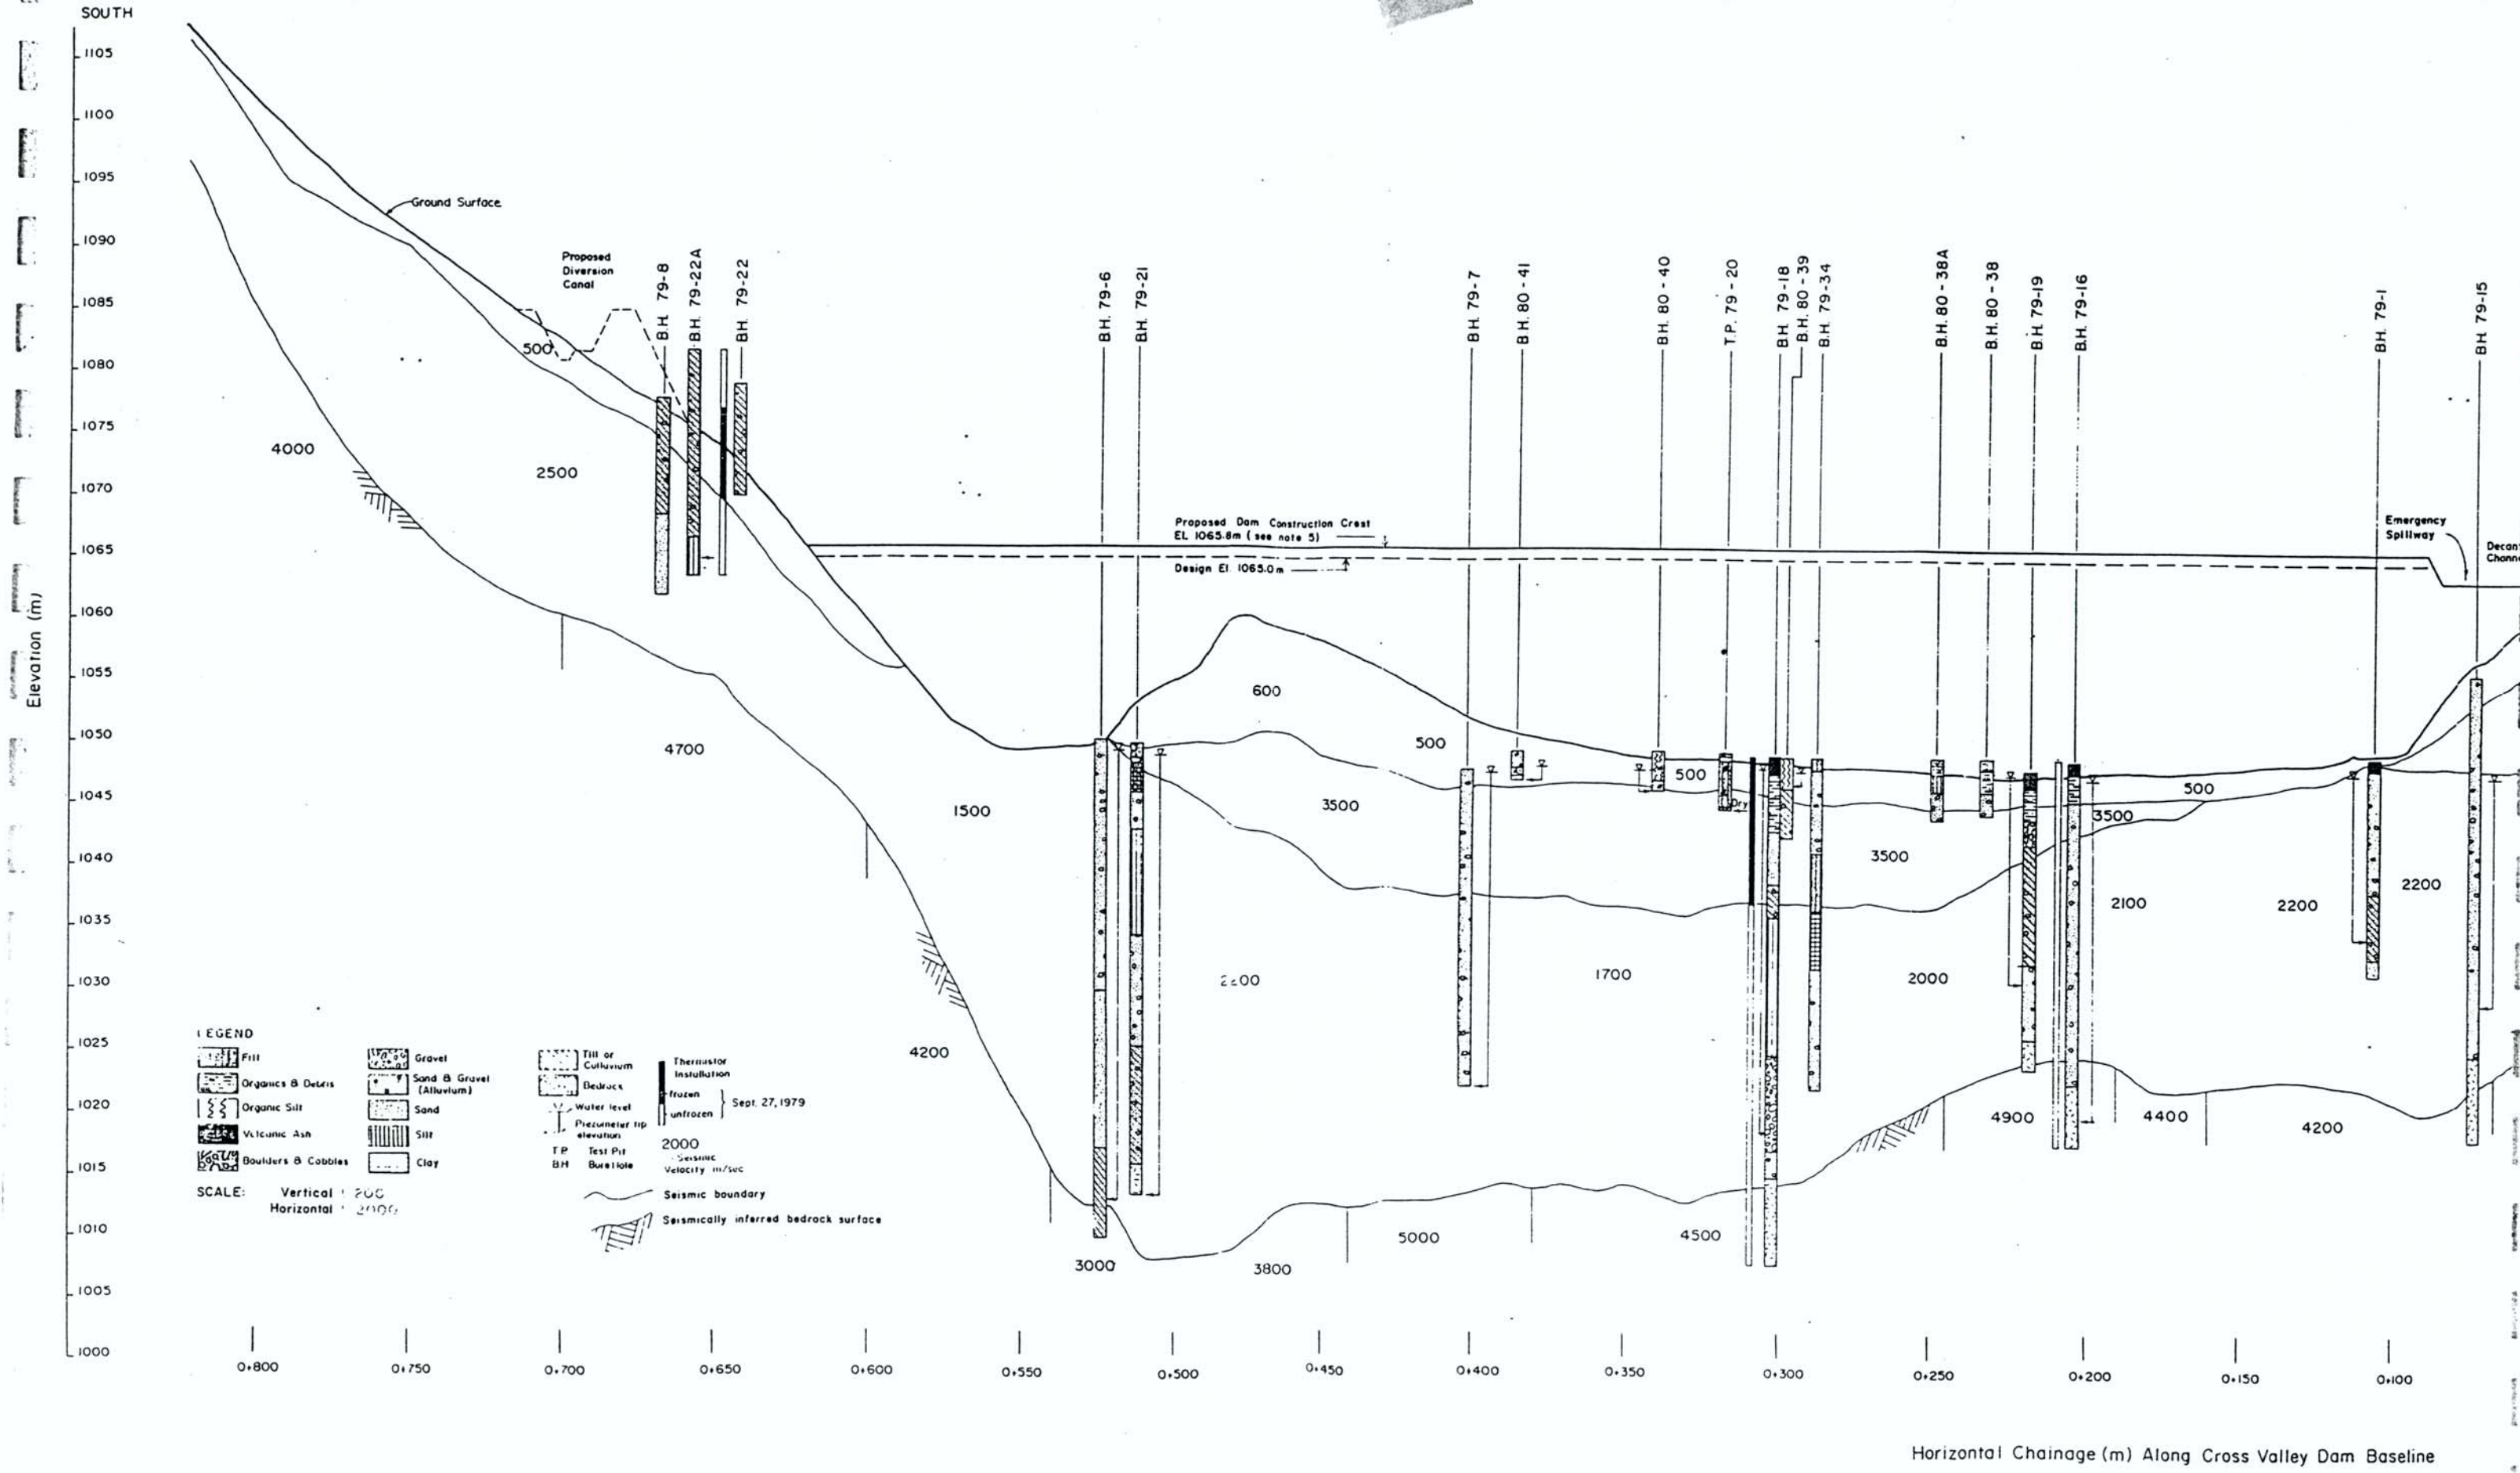 SOUTH
1105
1100
1095
1090
1085
1080
1075
1070
1065
1060
1055
1050
1045
1040
1035
1030
1025
1020
1015
1010
1005
1000
Elevation (m)
Ground Surface
Proposed
Diversion
Canal
B.H. 79-8
B.H. 79-22A
B.H. 79-22
B.H. 79-6
B.H. 79-21
B.H. 79-7
B.H. 80-41
B.H. 80-40
T.P. 79-20
B.H. 79-18
B.H. 80-39
B.H. 79-34
B.H. 80-38A
B.H. 80-38
B.H. 79-19
B.H. 79-16
B.H. 79-1
B.H. 79-15
Proposed Dam Construction Crest
EL 1065.8m (see note 5)
Design El. 1065.0m
Emergency
Spillway
500
4000
2500
4700
1500
4200
600
500
500
3500
Dry
3500
500
3500
2100
2200
2200
1700
2000
4900
4400
4200
3000
3800
5000
4500
LEGEND
Fill
Organics & Debris
Organic Silt
Volcanic Ash
Boulders & Cobbles
Gravel
Sand & Gravel
(Alluvium)
Sand
Silt
Clay
Till or
Colluvium
Bedrock
Water level
Piezometer tip
elevation
T.P. Test Pit
B.H. Borehole
Thermistor
Installation
frozen
unfrozen
Sept. 27, 1979
2000
Seismic
Velocity m/sec
Seismic boundary
Seismically inferred bedrock surface
SCALE: Vertical 1: 200
Horizontal 1: 2000
0+800
0+750
0+700
0+650
0+600
0+550
0+500
0+450
0+400
0+350
0+300
0+250
0+200
0+150
0+100
Horizontal Chainage (m) Along Cross Valley Dam Baseline